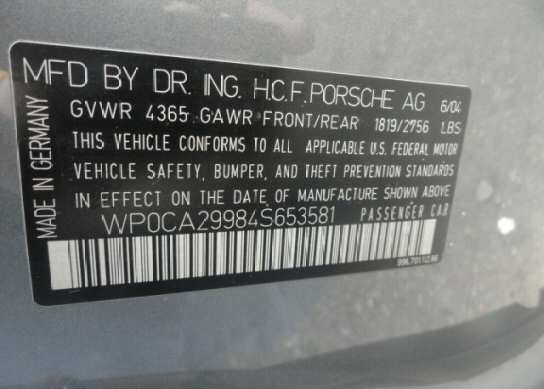 MFD BY DR. ING. H.C.F. PORSCHE AG 6/04
GVWR 4365 GAWR FRONT/REAR 1819/2756 LBS
THIS VEHICLE CONFORMS TO ALL APPLICABLE U.S. FEDERAL MOTOR
VEHICLE SAFETY, BUMPER, AND THEFT PREVENTION STANDARDS
IN EFFECT ON THE DATE OF MANUFACTURE SHOWN ABOVE
WP0CA29984S653581 PASSENGER CAR
MADE IN GERMANY